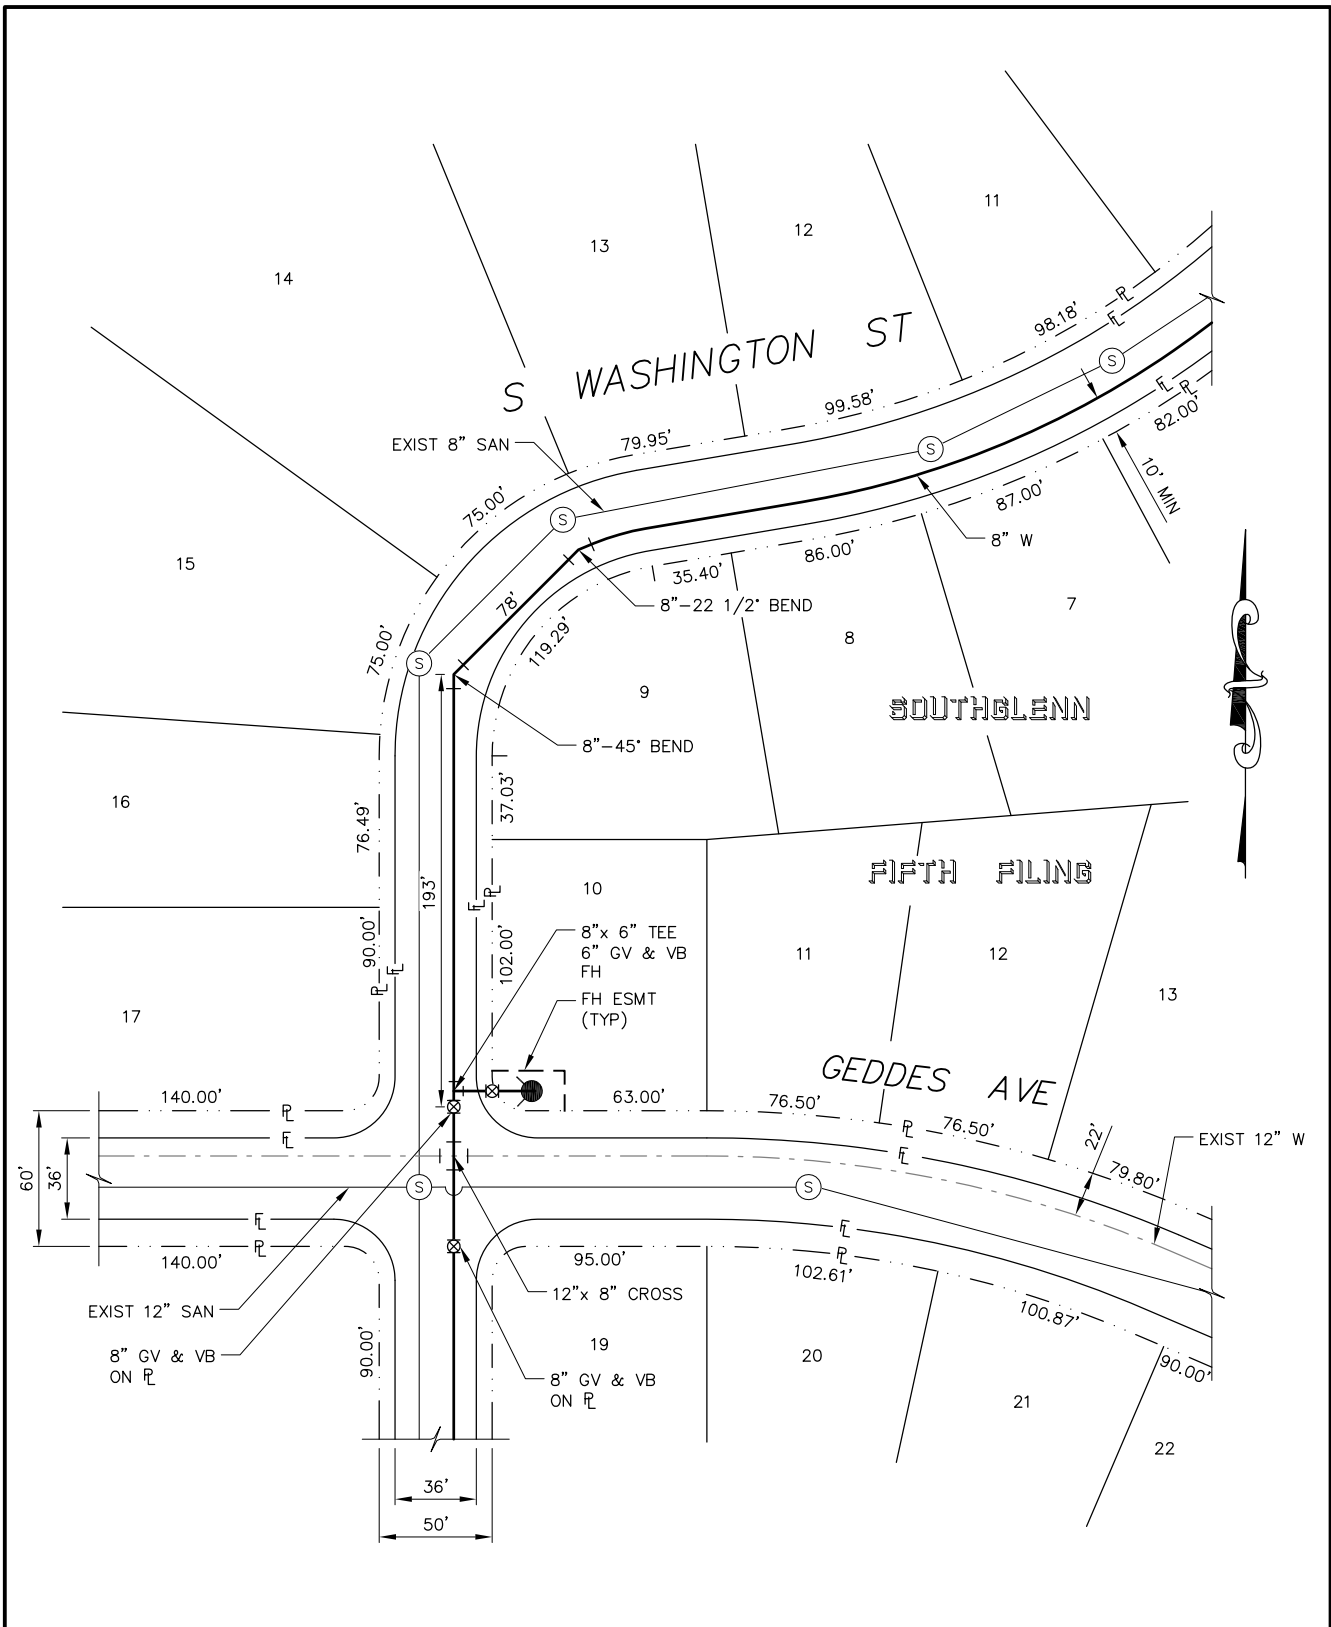 11
12
13
14
S WASHINGTON ST
98.18'
99.58'
79.95'
EXIST 8" SAN
S
S
S
82.00'
10' MIN
87.00'
75.00'
8" W
86.00'
35.40'
15
78'
8"-22 1/2° BEND
7
8
119.29'
75.00'
S
9
SOUTHGLENN
8"-45° BEND
16
76.49'
37.03'
FIFTH FILING
193'
10
8"x 6" TEE
6" GV & VB
FH
90.00'
102.00'
11
12
13
FH ESMT
(TYP)
17
GEDDES AVE
140.00'
63.00'
76.50'
76.50'
22'
EXIST 12" W
79.80'
60'
36'
S
S
140.00'
95.00'
102.61'
12"x 8" CROSS
EXIST 12" SAN
100.87'
8" GV & VB
ON PL
90.00'
19
20
90.00'
8" GV & VB
ON PL
21
22
36'
50'
PL
FL
FL
PL
FL
PL
FL
PL
PL
FL
PL
FL
FL
PL
FL
PL